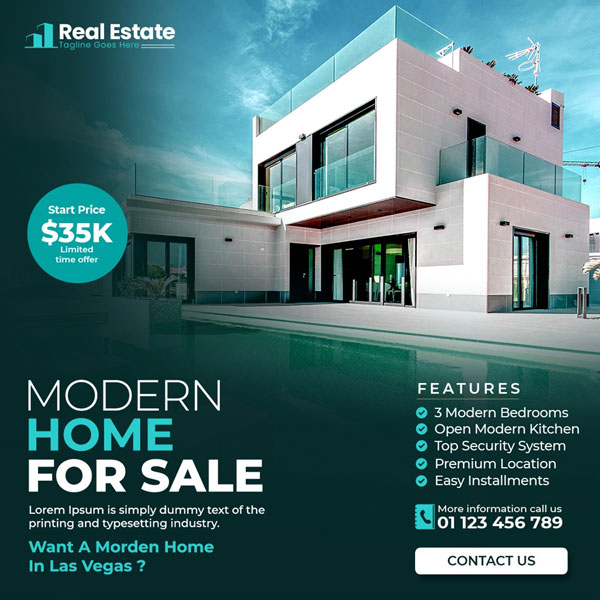 Real Estate
Tagline Goes Here
Start Price
$35K
Limited
time offer
MODERN
HOME
FOR SALE
Lorem Ipsum is simply dummy text of the
printing and typesetting industry.
Want A Morden Home
In Las Vegas ?
FEATURES
3 Modern Bedrooms
Open Modern Kitchen
Top Security System
Premium Location
Easy Installments
More information call us
01 123 456 789
CONTACT US